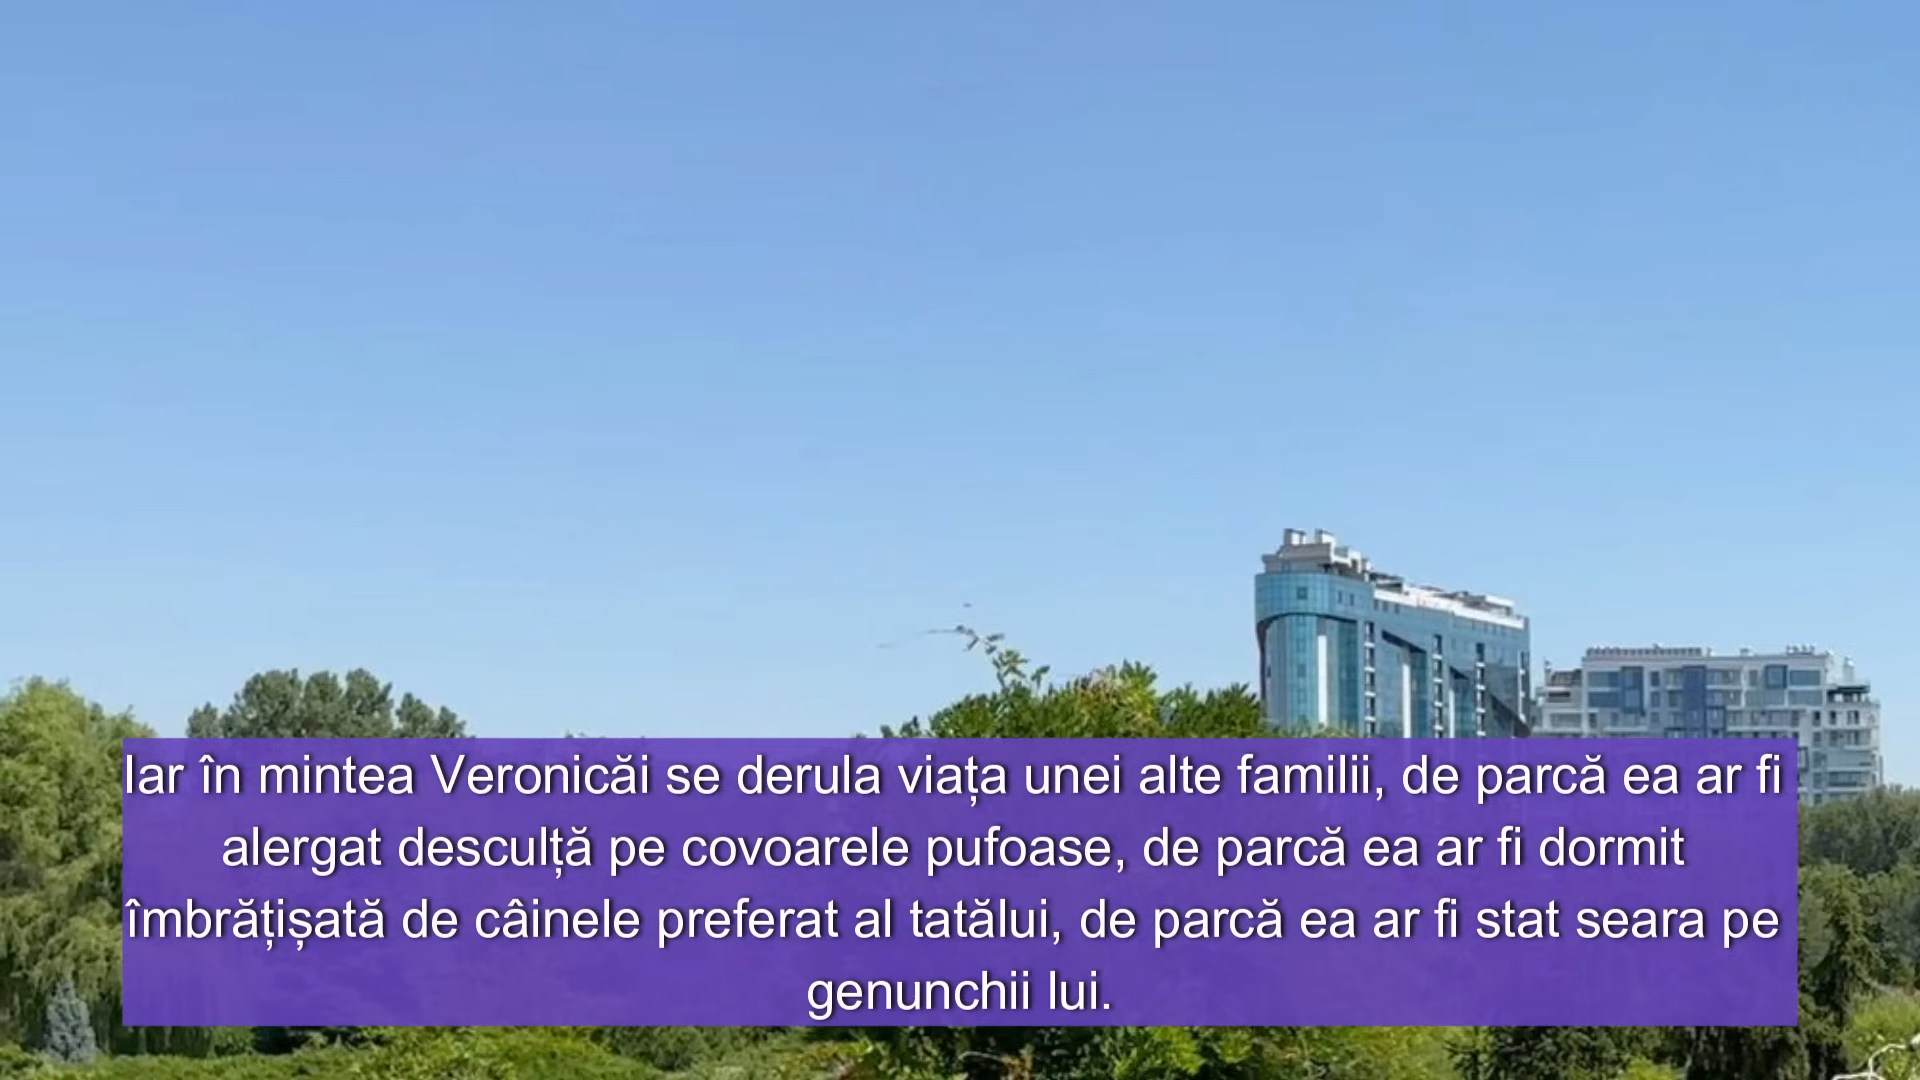 Iar în mintea Veronicăi se derula viața unei alte familii, de parcă ea ar fi
alergat desculță pe covoarele pufoase, de parcă ea ar fi dormit
îmbrățișată de câinele preferat al tatălui, de parcă ea ar fi stat seara pe
genunchii lui.